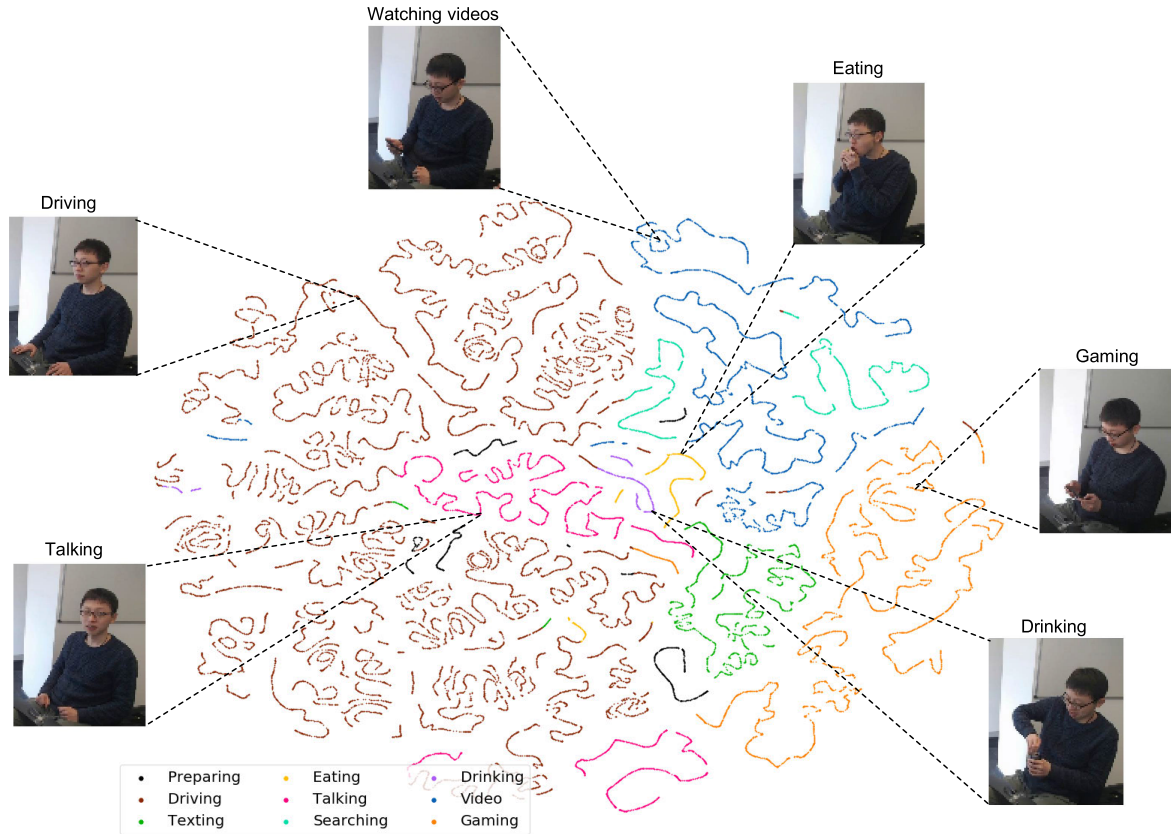 Watching videos
Eating
Driving
Gaming
Talking
Drinking
Preparing
Driving
Texting
Eating
Talking
Searching
Drinking
Video
Gaming